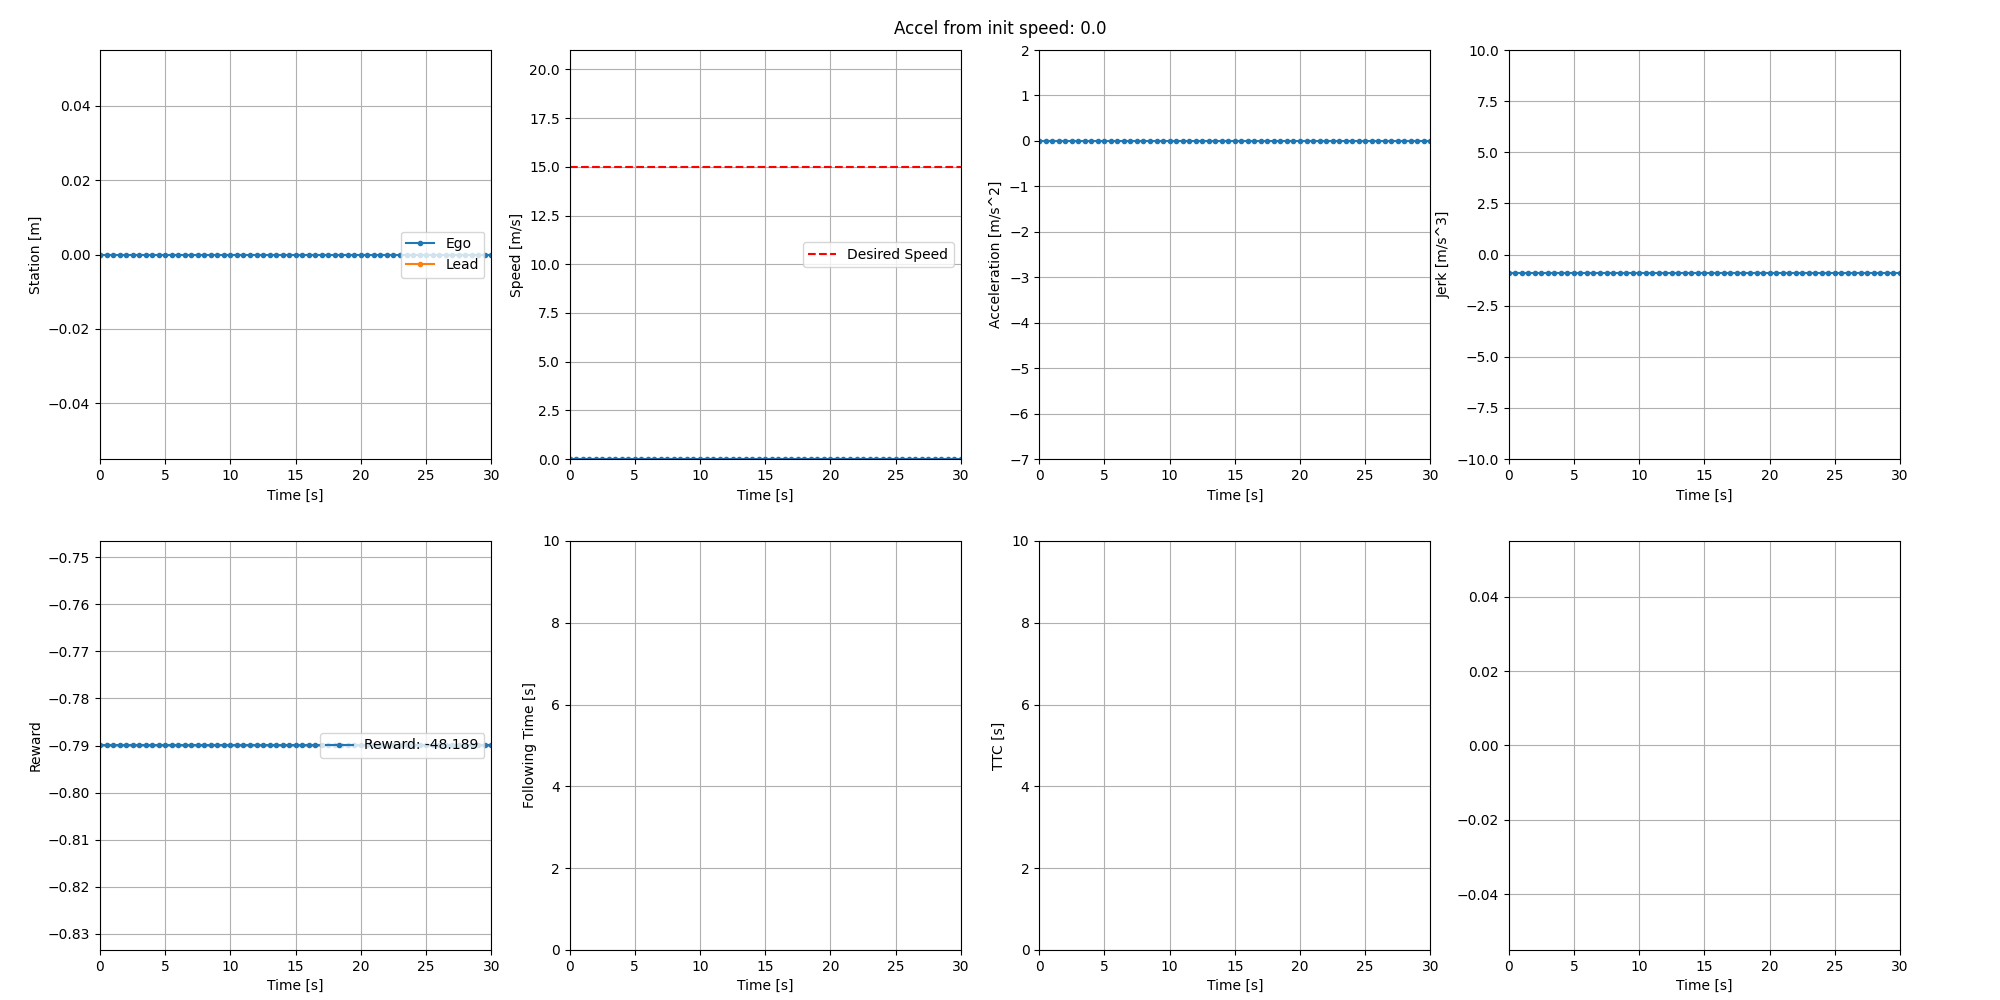 Accel from init speed: 0.0
Station [m]
0.04
0.02
0.00
−0.02
−0.04
Ego
Lead
0 5 10 15 20 25 30
Time [s]
Speed [m/s]
20.0
17.5
15.0
12.5
10.0
7.5
5.0
2.5
0.0
Desired Speed
0 5 10 15 20 25 30
Time [s]
Acceleration [m/s^2]
2
1
0
−1
−2
−3
−4
−5
−6
−7
0 5 10 15 20 25 30
Time [s]
Jerk [m/s^3]
10.0
7.5
5.0
2.5
0.0
−2.5
−5.0
−7.5
−10.0
0 5 10 15 20 25 30
Time [s]
Reward
−0.75
−0.76
−0.77
−0.78
−0.79
−0.80
−0.81
−0.82
−0.83
Reward: -48.189
0 5 10 15 20 25 30
Time [s]
Following Time [s]
10
8
6
4
2
0
0 5 10 15 20 25 30
Time [s]
TTC [s]
10
8
6
4
2
0
0 5 10 15 20 25 30
Time [s]
0.04
0.02
0.00
−0.02
−0.04
0 5 10 15 20 25 30
Time [s]